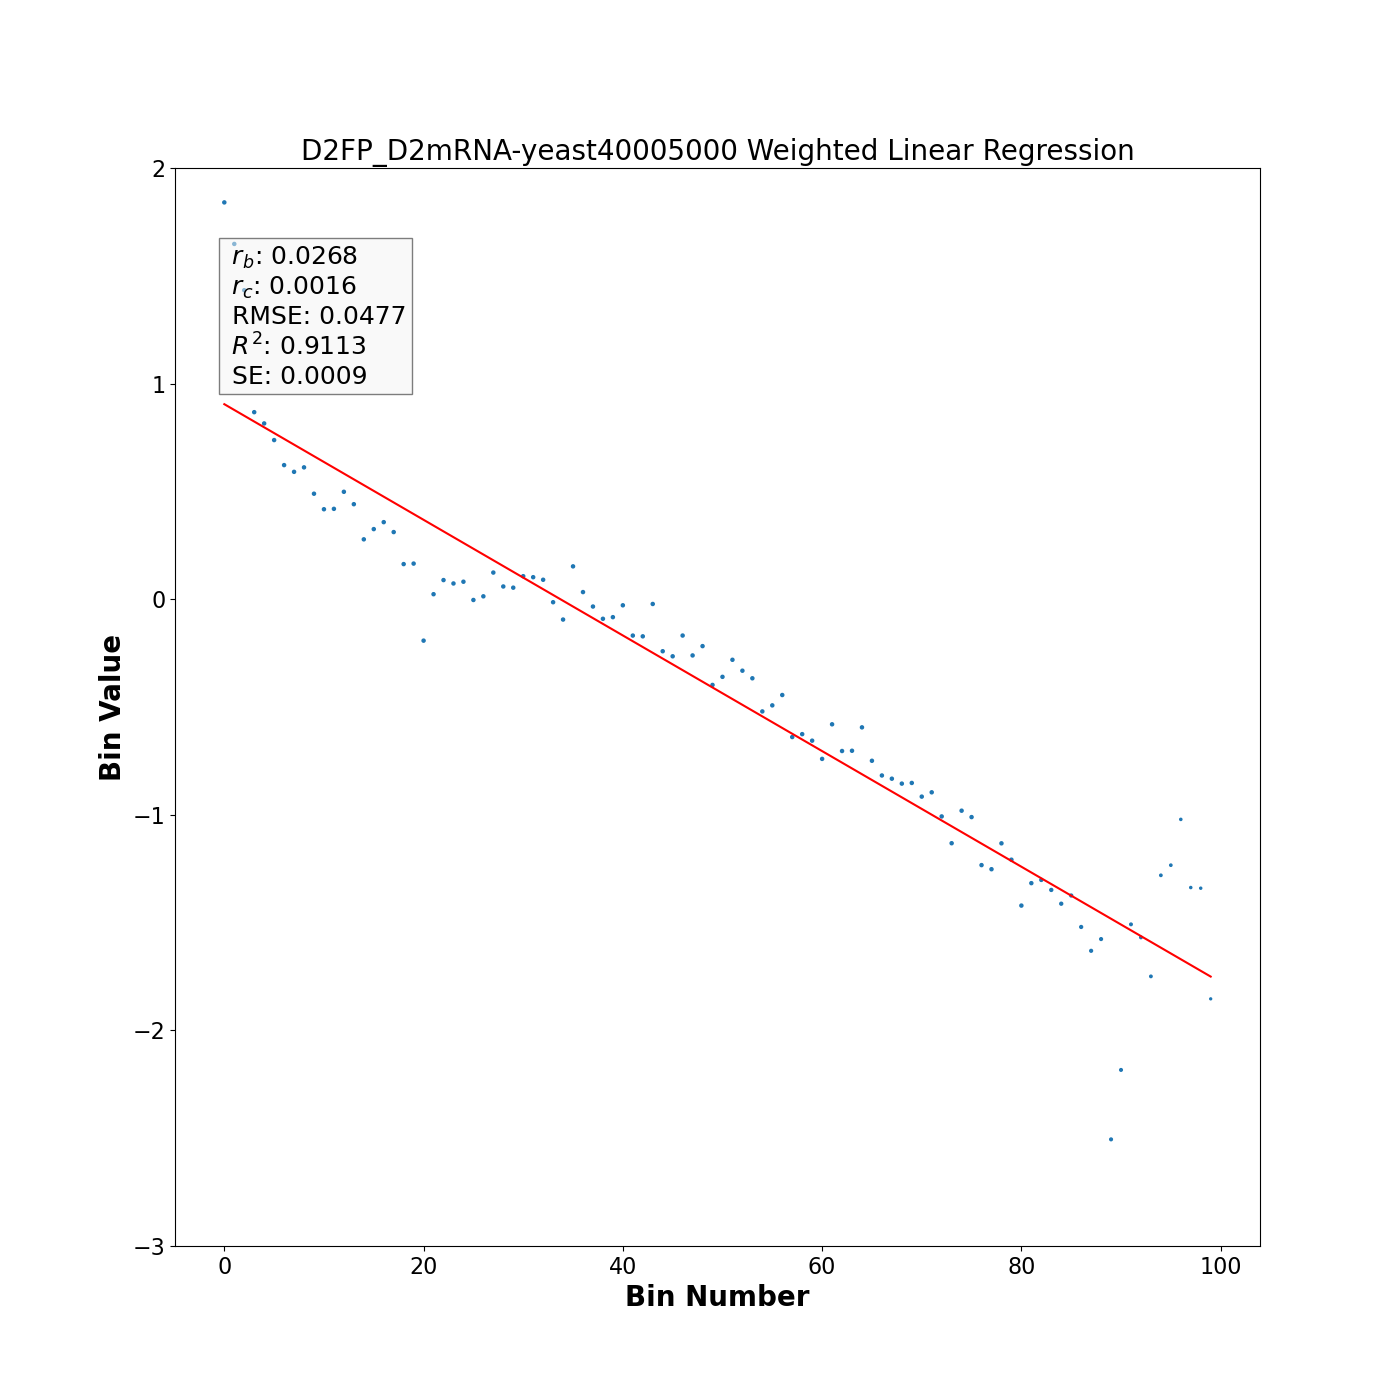 D2FP_D2mRNA-yeast40005000 Weighted Linear Regression
2
1
0
−1
−2
−3
Bin Value
r_b: 0.0268
r_c: 0.0016
RMSE: 0.0477
R²: 0.9113
SE: 0.0009
0 20 40 60 80 100
Bin Number